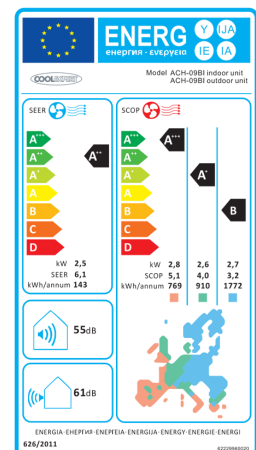 ENERG Y IJA
енергия · ενεργεια IE IA
COOLEXPERT
Model ACH-09BI indoor unit
ACH-09BI outdoor unit
SEER
SCOP
A+++ A+++ A+++
A++ A++ A++
A+ A+ A+
A A
B B B
C C
D D
kW 2,5 kW 2,8 2,6 2,7
SEER 6,1 SCOP 5,1 4,0 3,2
kWh/annum 143 kWh/annum 769 910 1772
55dB
61dB
ENERGIA · ЕНЕРГИЯ · ΕΝΕΡΓΕΙΑ · ENERGIJA · ENERGY · ENERGIE · ENERGI
626/2011
62229960020